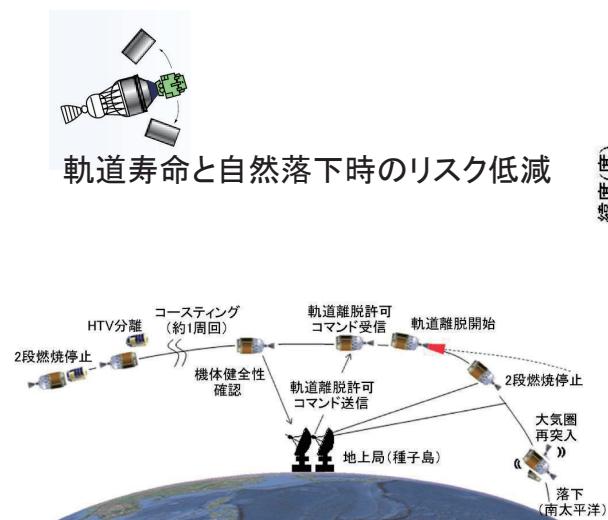 軌道寿命と自然落下時のリスク低減
緯度(度)
コースティング
(約1周回)
HTV分離
2段燃焼停止
機体健全性
確認
軌道離脱許可
コマンド受信
軌道離脱開始
軌道離脱許可
コマンド送信
地上局(種子島)
2段燃焼停止
大気圏
再突入
落下
(南太平洋)